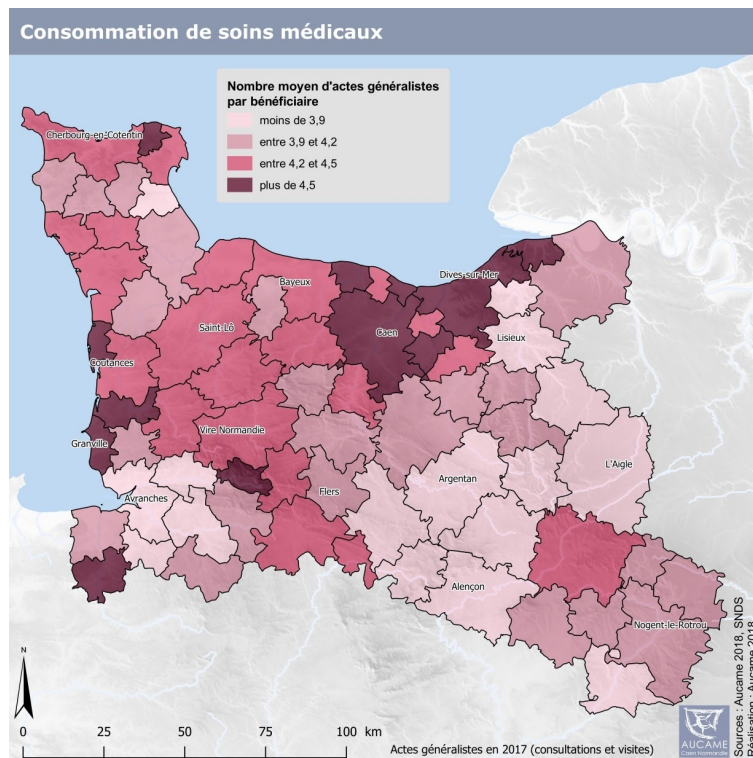 Consommation de soins médicaux
Nombre moyen d'actes généralistes
par bénéficiaire
moins de 3,9
entre 3,9 et 4,2
entre 4,2 et 4,5
plus de 4,5
Cherbourg-en-Cotentin
Dives-sur-Mer
Bayeux
Saint-Lô
Caen
Lisieux
Coutances
Granville
Vire Normandie
L'Aigle
Avranches
Flers
Argentan
Alençon
Nogent-le-Rotrou
N
0 25 50 75 100 km
Actes généralistes en 2017 (consultations et visites)
AUCAME
Caen Normandie
Sources : Aucame 2018, SNDS
Réalisation : Aucame 2018